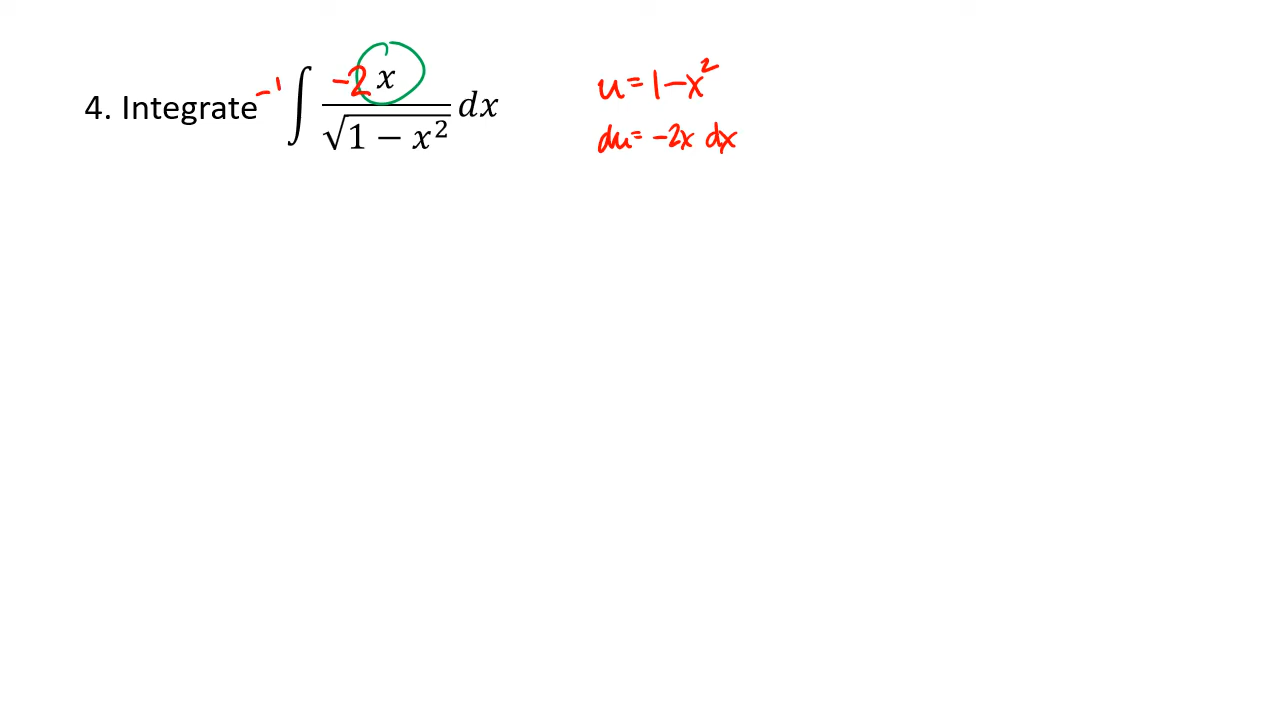 4. Integrate -1 ∫ -2x / √(1 − x²) dx
u = 1 − x²
du = -2x dx